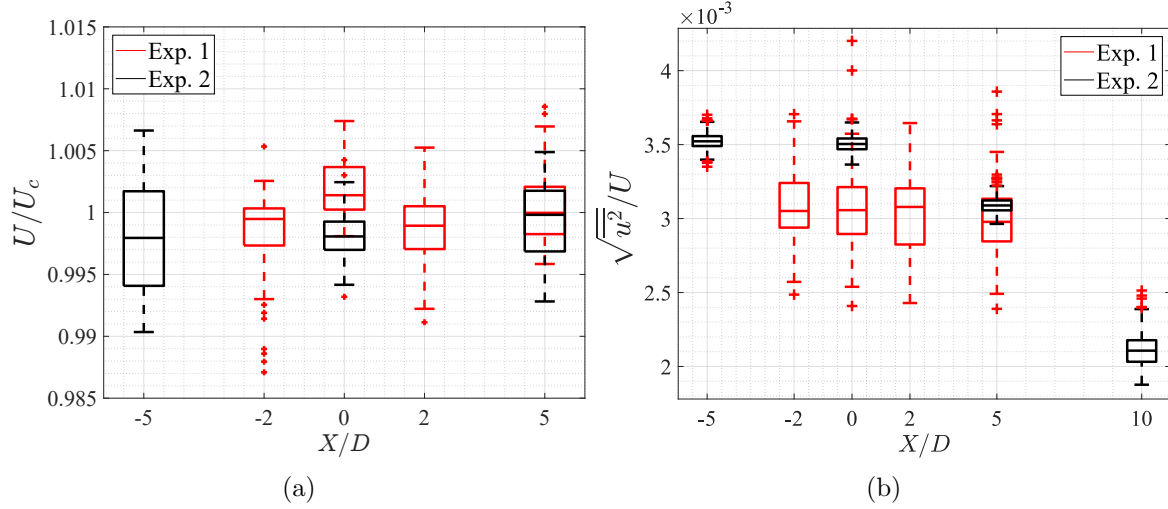 1.015
1.01
1.005
1
0.995
0.99
0.985
U/U_c
Exp. 1
Exp. 2
-5 -2 0 2 5
X/D
(a)
×10⁻³
4
3.5
3
2.5
2
√u²/U
Exp. 1
Exp. 2
-5 -2 0 2 5 10
X/D
(b)